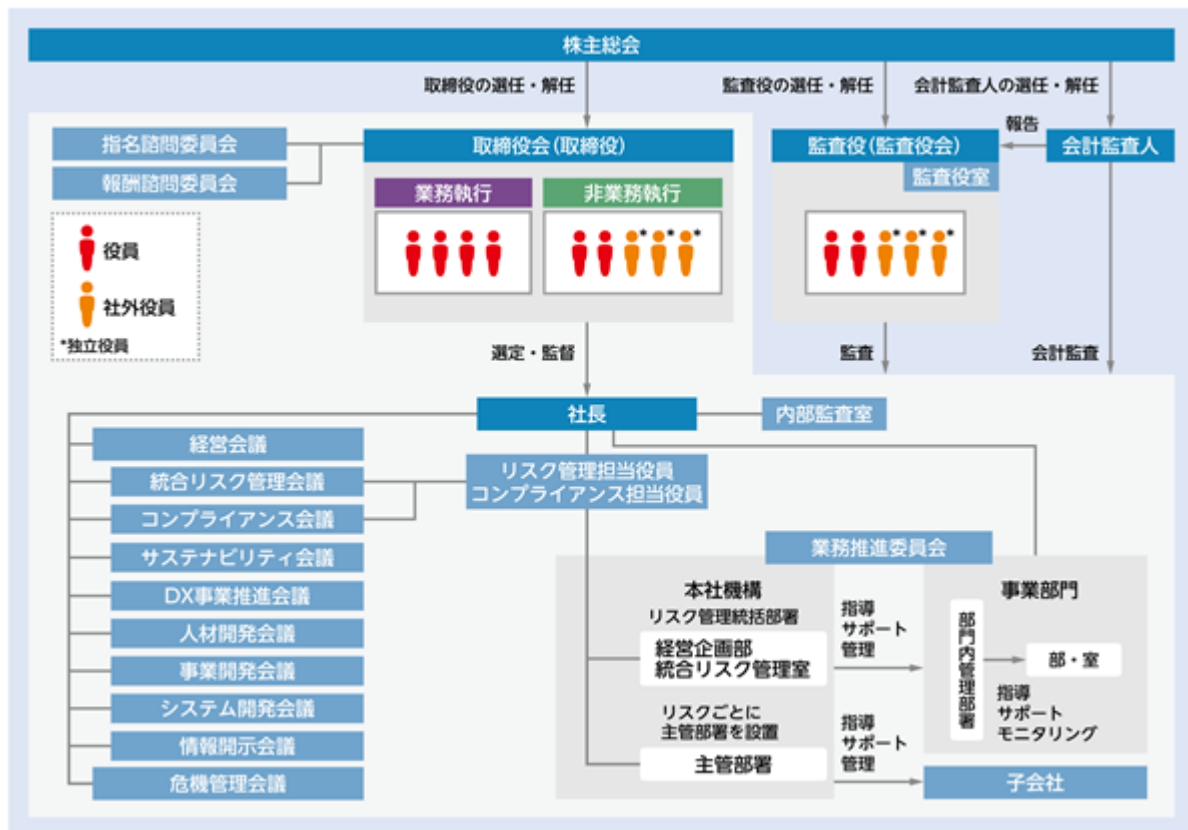 株主総会
取締役の選任・解任
監査役の選任・解任
会計監査人の選任・解任
指名諮問委員会
報酬諮問委員会
取締役会(取締役)
監査役(監査役会)
監査役室
報告
会計監査人
業務執行
非業務執行
***
***
役員
社外役員
*独立役員
選定・監督
監査
会計監査
社長
内部監査室
経営会議
統合リスク管理会議
コンプライアンス会議
サステナビリティ会議
DX事業推進会議
人材開発会議
事業開発会議
システム開発会議
情報開示会議
危機管理会議
リスク管理担当役員
コンプライアンス担当役員
業務推進委員会
本社機構
リスク管理統括部署
経営企画部
統合リスク管理室
リスクごとに
主管部署を設置
主管部署
指導
サポート
管理
指導
サポート
管理
事業部門
部門内管理部署
部・室
指導
サポート
モニタリング
子会社